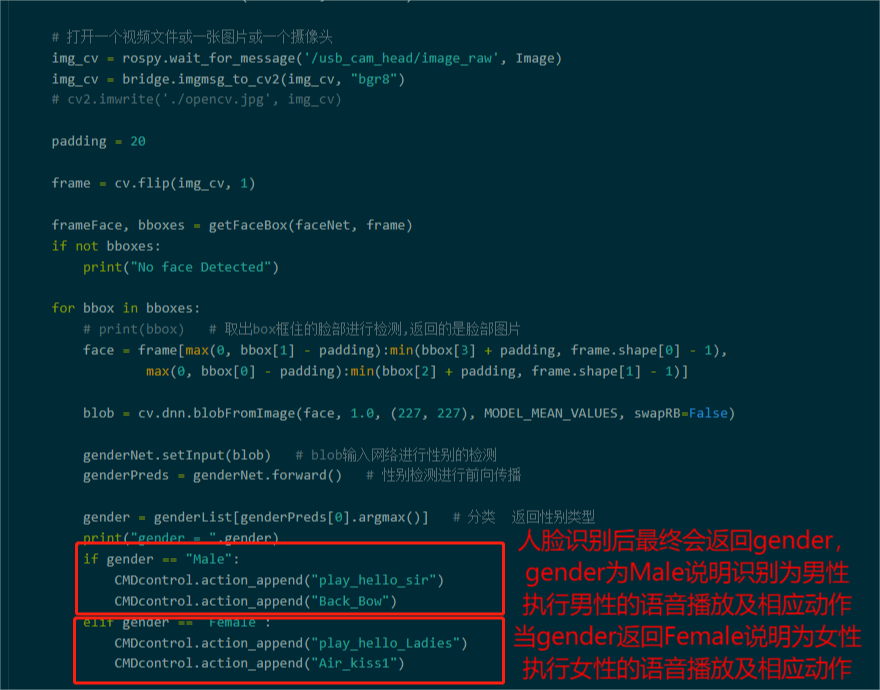 # 打开一个视频文件或一张图片或一个摄像头
img_cv = rospy.wait_for_message('/usb_cam_head/image_raw', Image)
img_cv = bridge.imgmsg_to_cv2(img_cv, "bgr8")
# cv2.imwrite('./opencv.jpg', img_cv)
padding = 20
frame = cv.flip(img_cv, 1)
frameFace, bboxes = getFaceBox(faceNet, frame)
if not bboxes:
print("No face Detected")
for bbox in bboxes:
# print(bbox)   # 取出box框住的脸部进行检测,返回的是脸部图片
face = frame[max(0, bbox[1] - padding):min(bbox[3] + padding, frame.shape[0] - 1),
max(0, bbox[0] - padding):min(bbox[2] + padding, frame.shape[1] - 1)]
blob = cv.dnn.blobFromImage(face, 1.0, (227, 227), MODEL_MEAN_VALUES, swapRB=False)
genderNet.setInput(blob)   # blob输入网络进行性别的检测
genderPreds = genderNet.forward()   # 性别检测进行前向传播
gender = genderList[genderPreds[0].argmax()]   # 分类  返回性别类型
print("gender = ",gender)
if gender == "Male":
CMDcontrol.action_append("play_hello_sir")
CMDcontrol.action_append("Back_Bow")
elif gender == "Female":
CMDcontrol.action_append("play_hello_Ladies")
CMDcontrol.action_append("Air_kiss1")
人脸识别后最终会返回gender，
gender为Male说明识别为男性
执行男性的语音播放及相应动作
当gender返回Female说明为女性
执行女性的语音播放及相应动作